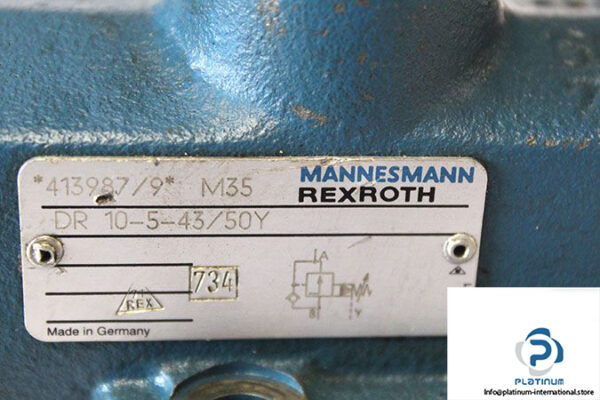 *413987/9* M35
MANNESMANN
REXROTH
DR 10-5-43/50Y
A
734
REX
B Y
Made in Germany
PLATINUM
Info@platinum-international.store